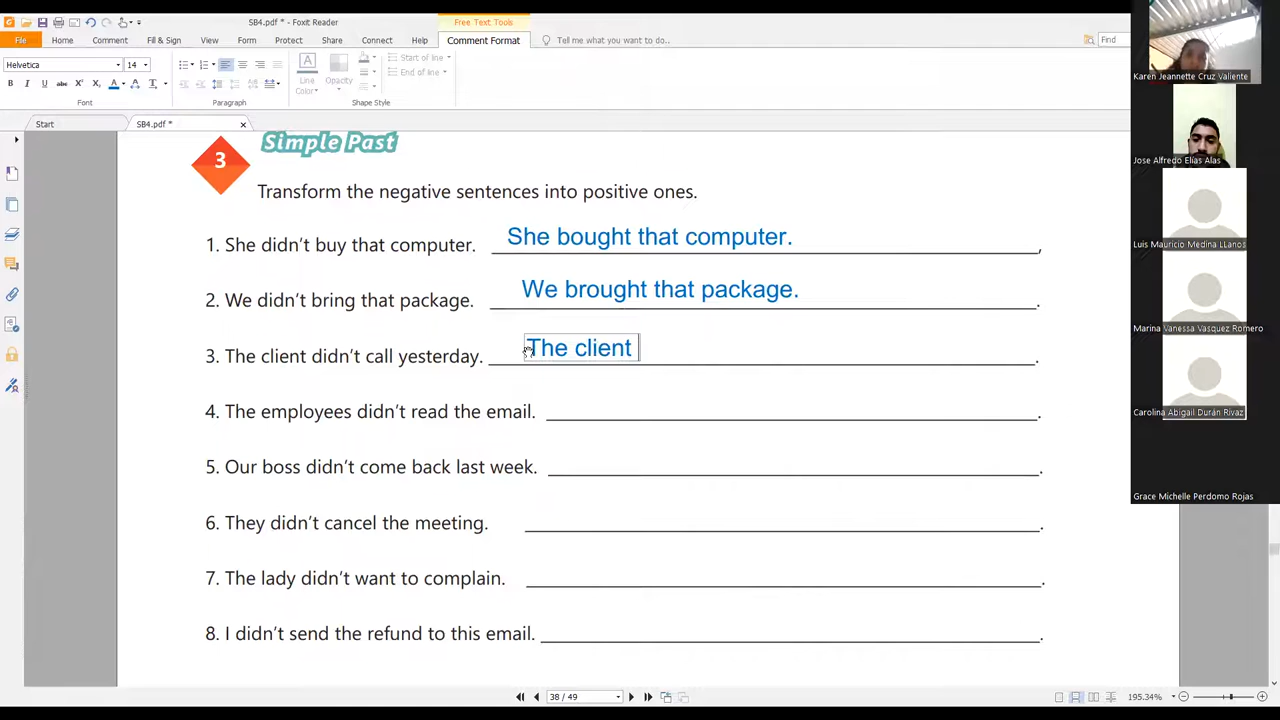 SB4.pdf * - Foxit Reader
Free Text Tools
File Home Comment Fill & Sign View Form Protect Share Connect Help Comment Format Tell me what you want to do.. Find
Helvetica 14
Line Color Opacity Start of line
End of line
Font Paragraph Shape Style
Start SB4.pdf *
3 Simple Past
Transform the negative sentences into positive ones.
1. She didn't buy that computer. She bought that computer.
2. We didn't bring that package. We brought that package.
3. The client didn't call yesterday. The client
4. The employees didn't read the email.
5. Our boss didn't come back last week.
6. They didn't cancel the meeting.
7. The lady didn't want to complain.
8. I didn't send the refund to this email.
38 / 49 195.34%
Karen Jeannette Cruz Valiente
Jose Alfredo Elías Alas
Luis Mauricio Medina LLanos
Marina Vanessa Vasquez Romero
Carolina Abigail Durán Rivaz
Grace Michelle Perdomo Rojas